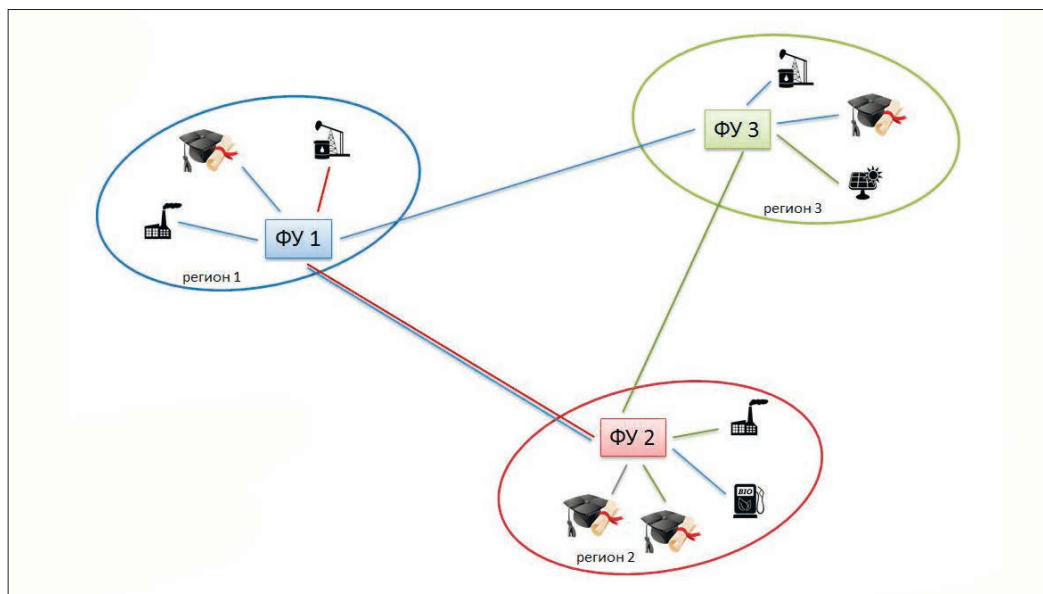 ФУ 3
регион 3
ФУ 1
регион 1
ФУ 2
BIO
регион 2